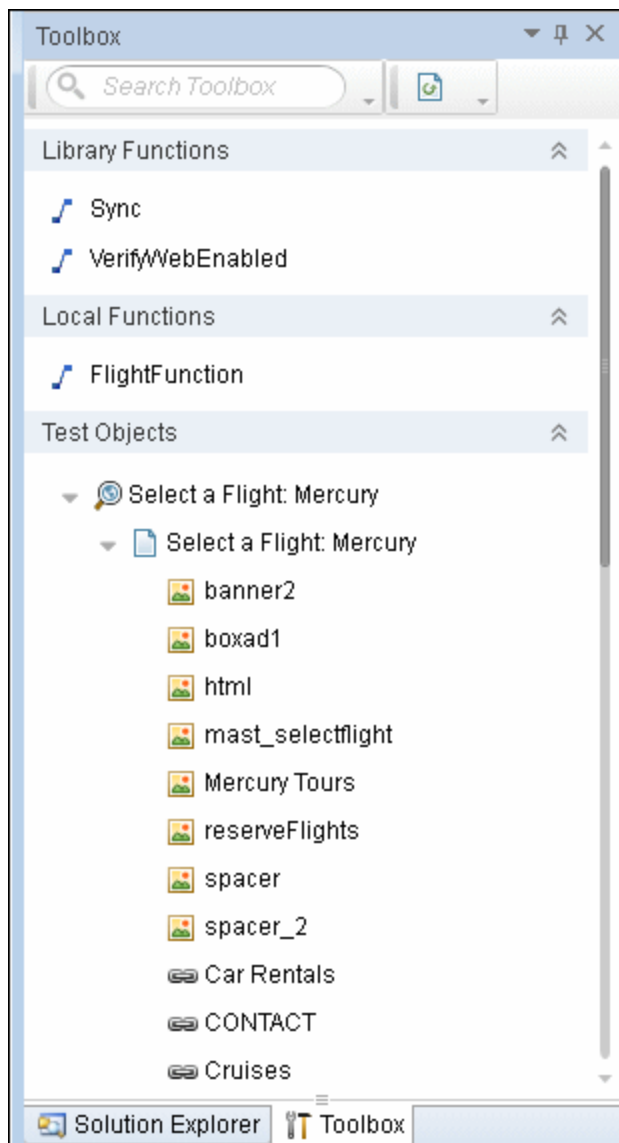 Toolbox
Search Toolbox
Library Functions
Sync
VerifyWebEnabled
Local Functions
FlightFunction
Test Objects
Select a Flight: Mercury
Select a Flight: Mercury
banner2
boxad1
html
mast_selectflight
Mercury Tours
reserveFlights
spacer
spacer_2
Car Rentals
CONTACT
Cruises
Solution Explorer Toolbox